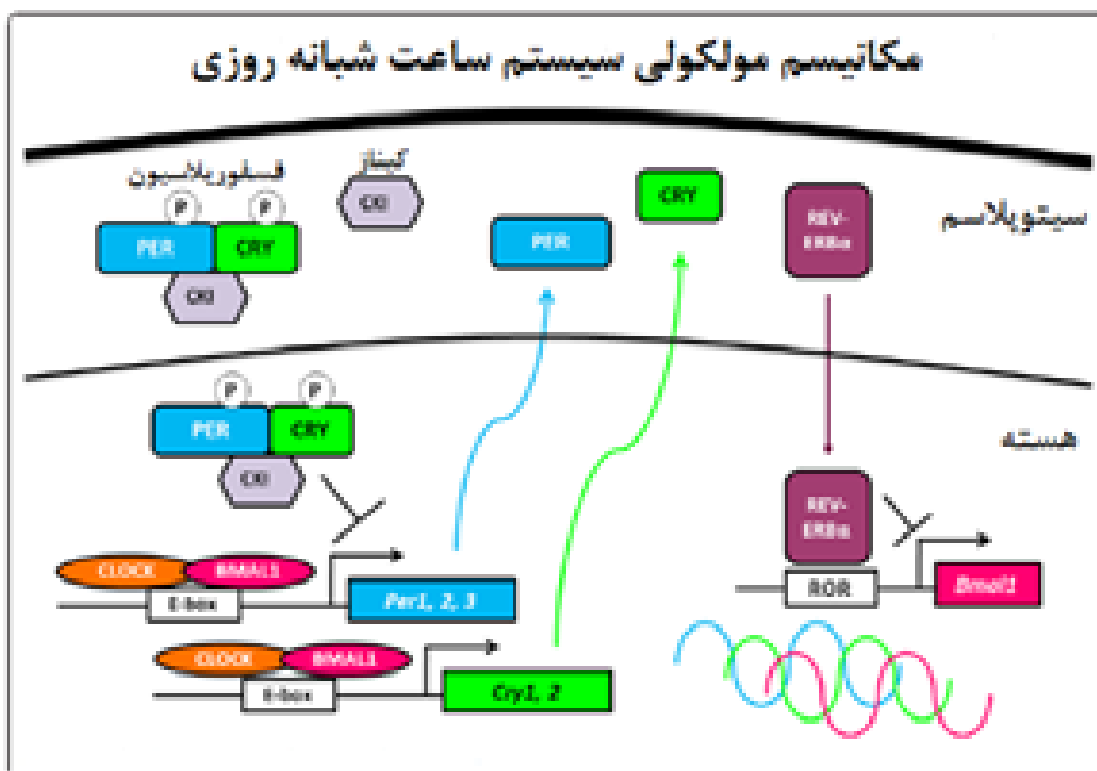 مکانیسم مولکولی سیستم ساعت شبانه روزی
فسفوریلاسیون
کیناز
P
P
CKI
PER
CRY
CKI
PER
CRY
REV-
ERBα
سیتوپلاسم
P
P
PER
CRY
CKI
هسته
REV-
ERBα
CLOCK
BMAL1
E-box
Per1, 2, 3
ROR
Bmal1
CLOCK
BMAL1
E-box
Cry1, 2